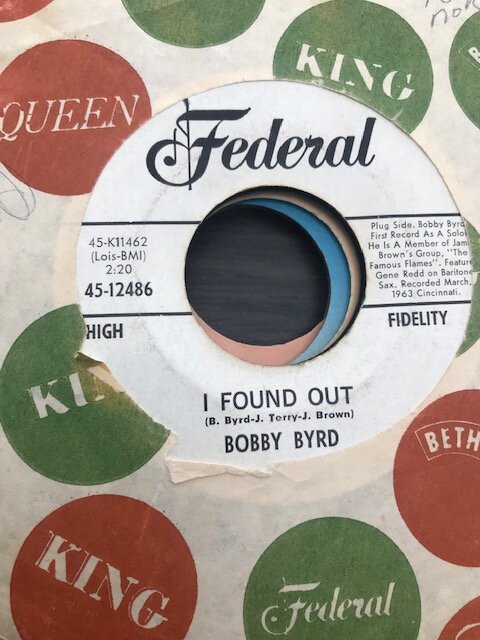 KING
QUEEN
Federal
45-K11462
(Lois-BMI)
2:20
45-12486
Plug Side. Bobby Byrd
First Record As A Solo
He Is A Member of Jam
Brown's Group, "The
Famous Flames". Featur
Gene Redd on Baritone
Sax. Recorded March,
1963 Cincinnati.
HIGH
FIDELITY
I FOUND OUT
(B. Byrd-J. Terry-J. Brown)
BOBBY BYRD
KIN
BETH
KING
Federal